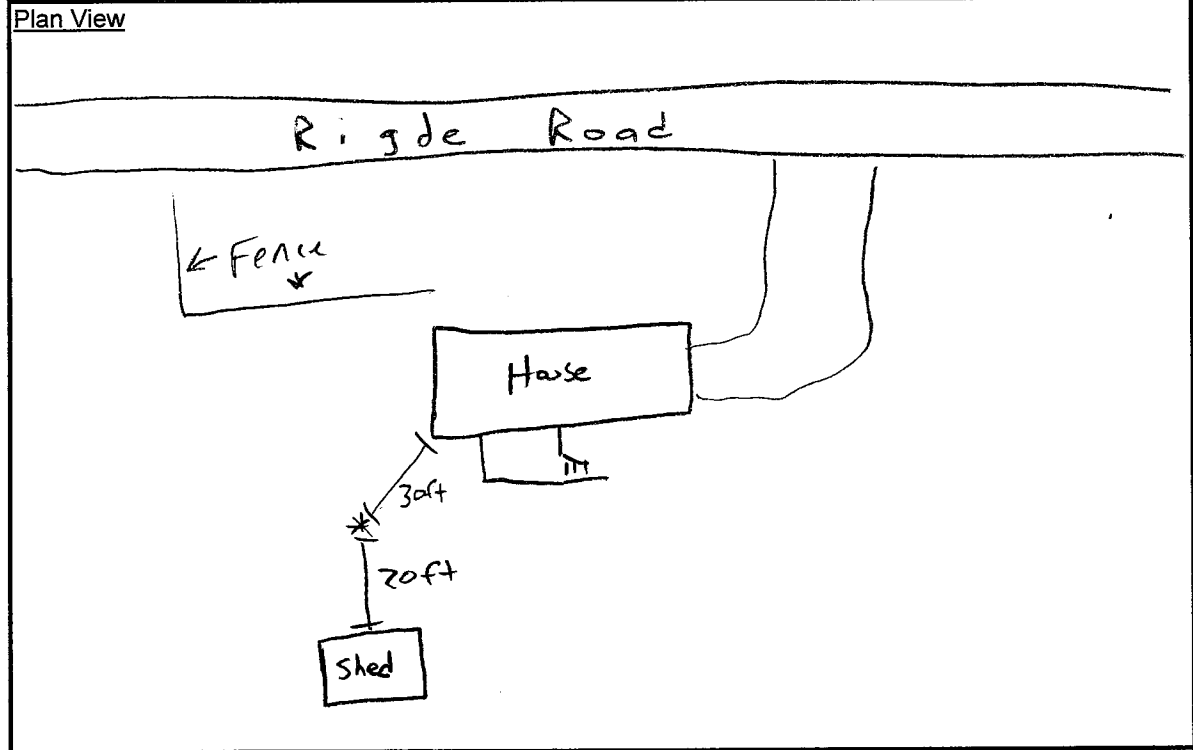 Plan View
Rigde Road
← Fence
House
30ft
20ft
Shed